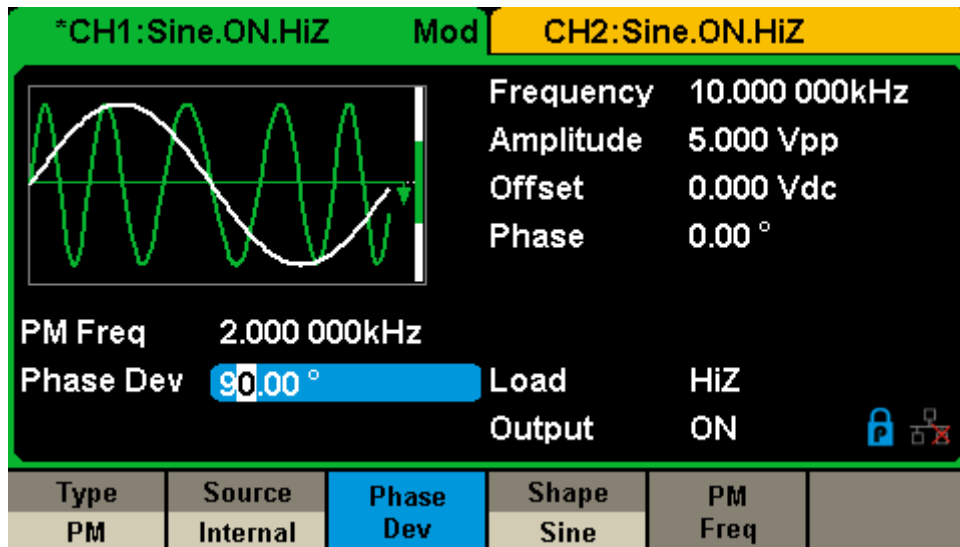 *CH1:Sine.ON.HiZ Mod CH2:Sine.ON.HiZ
Frequency 10.000 000kHz
Amplitude 5.000 Vpp
Offset 0.000 Vdc
Phase 0.00 °
PM Freq 2.000 000kHz
Phase Dev 90.00 °
Load HiZ
Output ON
P
Type Source Phase Dev Shape PM Freq
PM Internal Sine